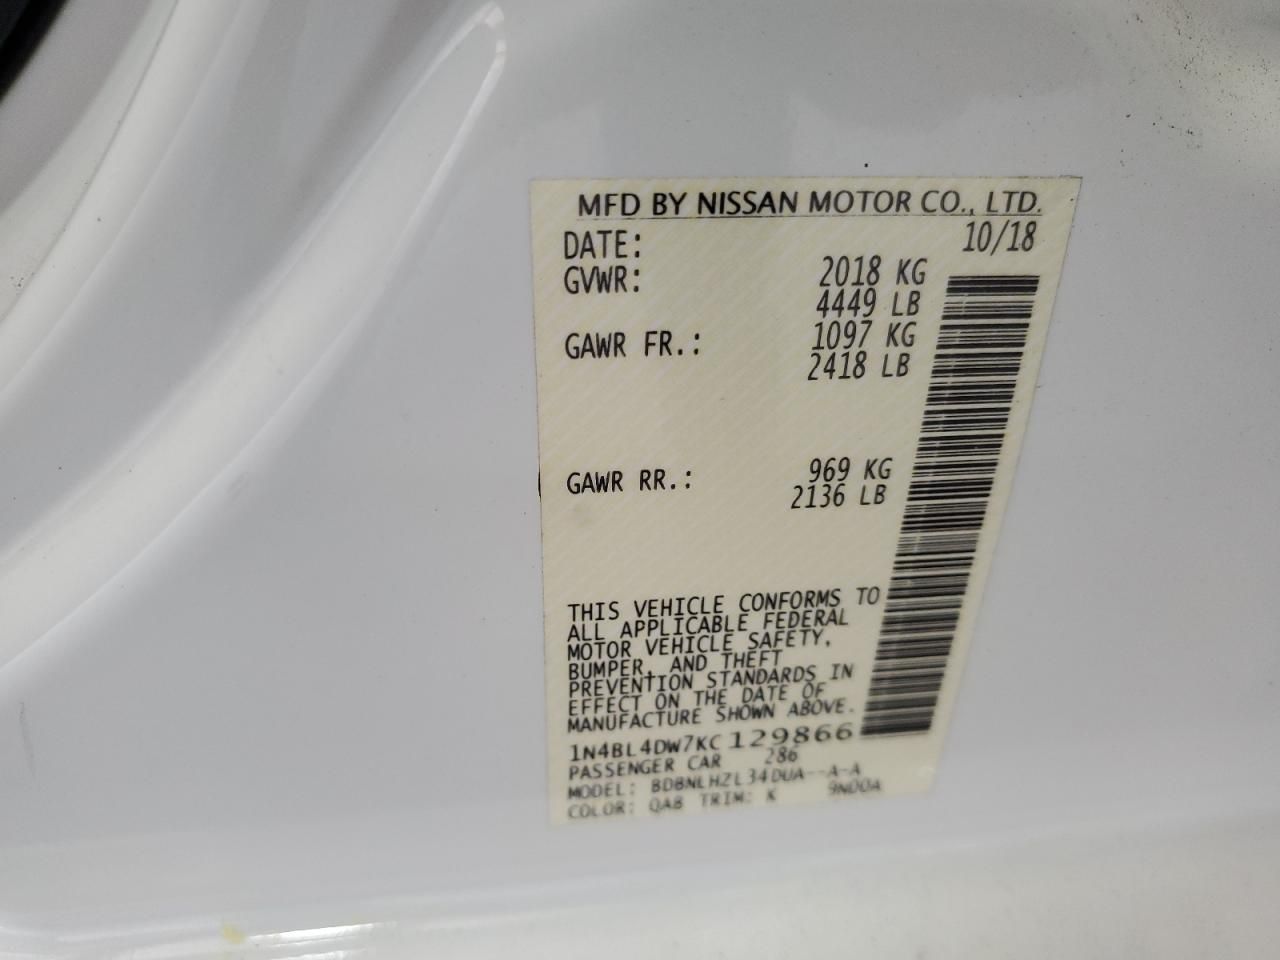 MFD BY NISSAN MOTOR CO., LTD.
DATE: 10/18
GVWR: 2018 KG
4449 LB
GAWR FR.: 1097 KG
2418 LB
GAWR RR.: 969 KG
2136 LB
THIS VEHICLE CONFORMS TO
ALL APPLICABLE FEDERAL
MOTOR VEHICLE SAFETY,
BUMPER, AND THEFT
PREVENTION STANDARDS IN
EFFECT ON THE DATE OF
MANUFACTURE SHOWN ABOVE.
1N4BL4DW7KC129866
PASSENGER CAR 286
MODEL: BDBNLHZL34DUA--A-A
COLOR: QAB TRIM: K 9N00A